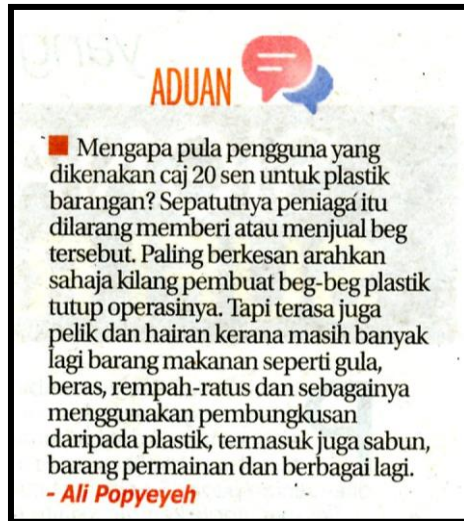 ADUAN
Mengapa pula pengguna yang
dikenakan caj 20 sen untuk plastik
barangan? Sepatutnya peniaga itu
dilarang memberi atau menjual beg
tersebut. Paling berkesan arahkan
sahaja kilang pembuat beg-beg plastik
tutup operasinya. Tapi terasa juga
pelik dan hairan kerana masih banyak
lagi barang makanan seperti gula,
beras, rempah-ratus dan sebagainya
menggunakan pembungkusan
daripada plastik, termasuk juga sabun,
barang permainan dan berbagai lagi.
- Ali Popyeyeh